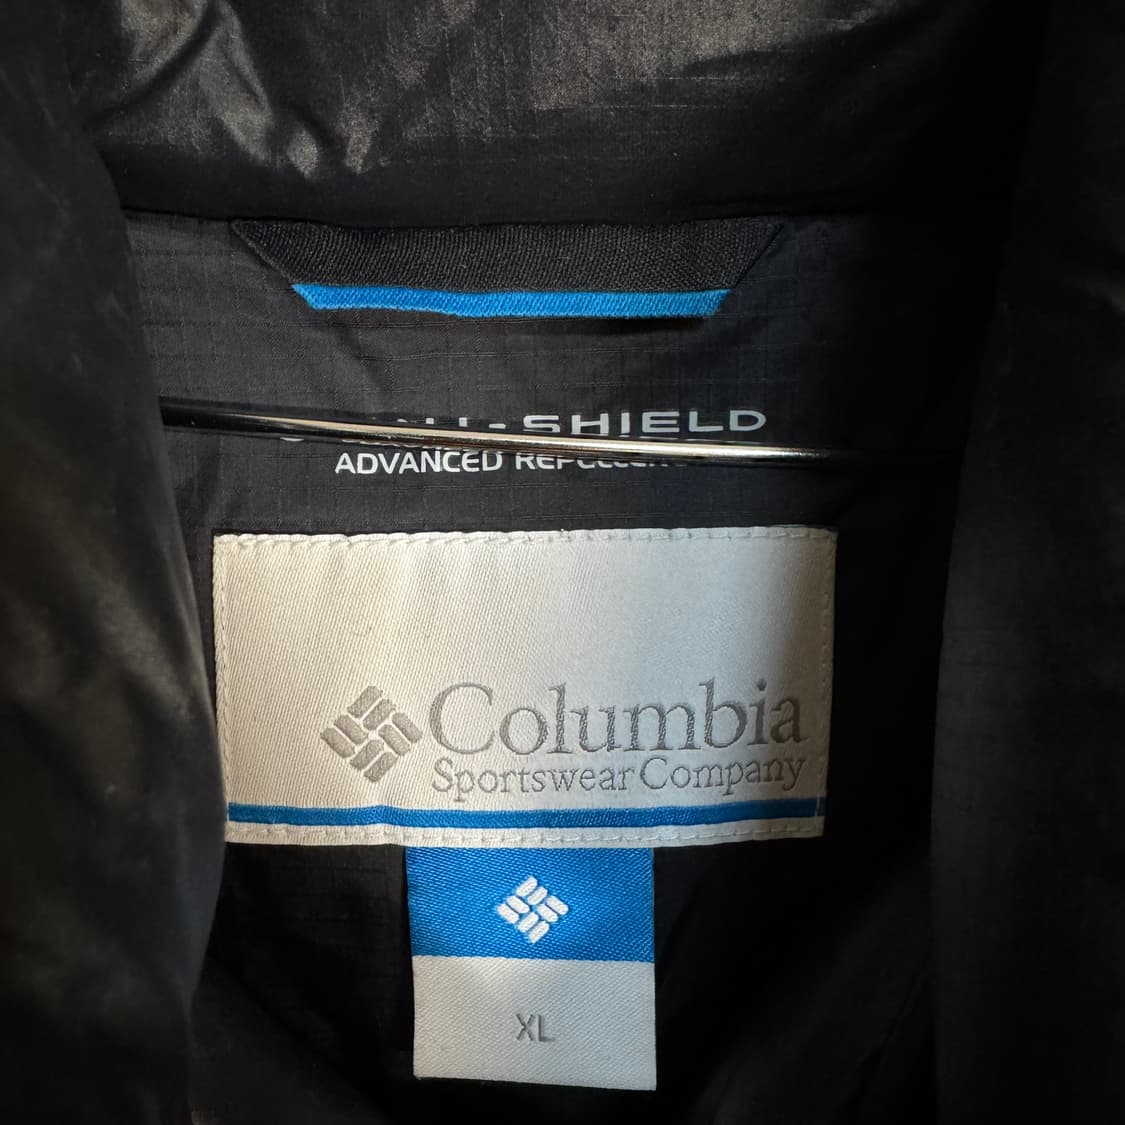 SHIELD
ADVANCED
Columbia
Sportswear Company
XL